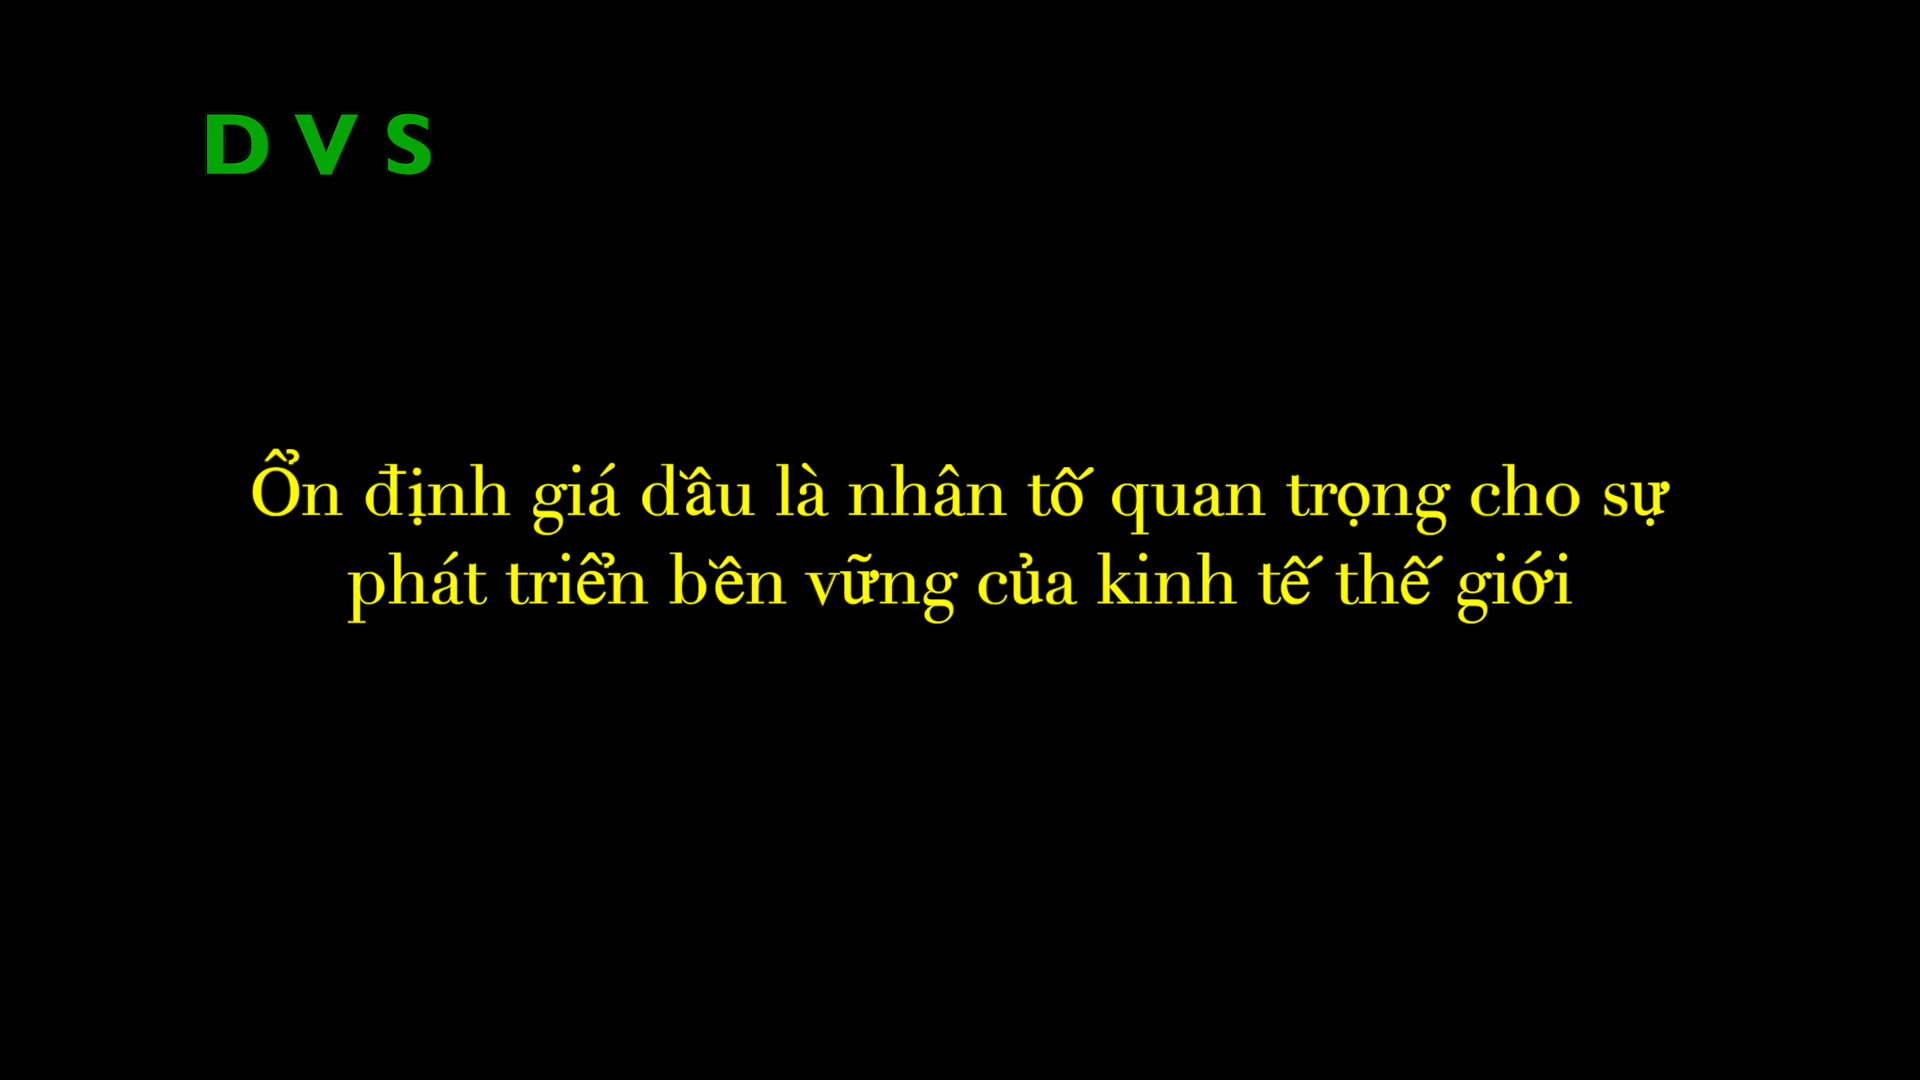 D V S
Ổn định giá dầu là nhân tố quan trọng cho sự
phát triển bền vững của kinh tế thế giới